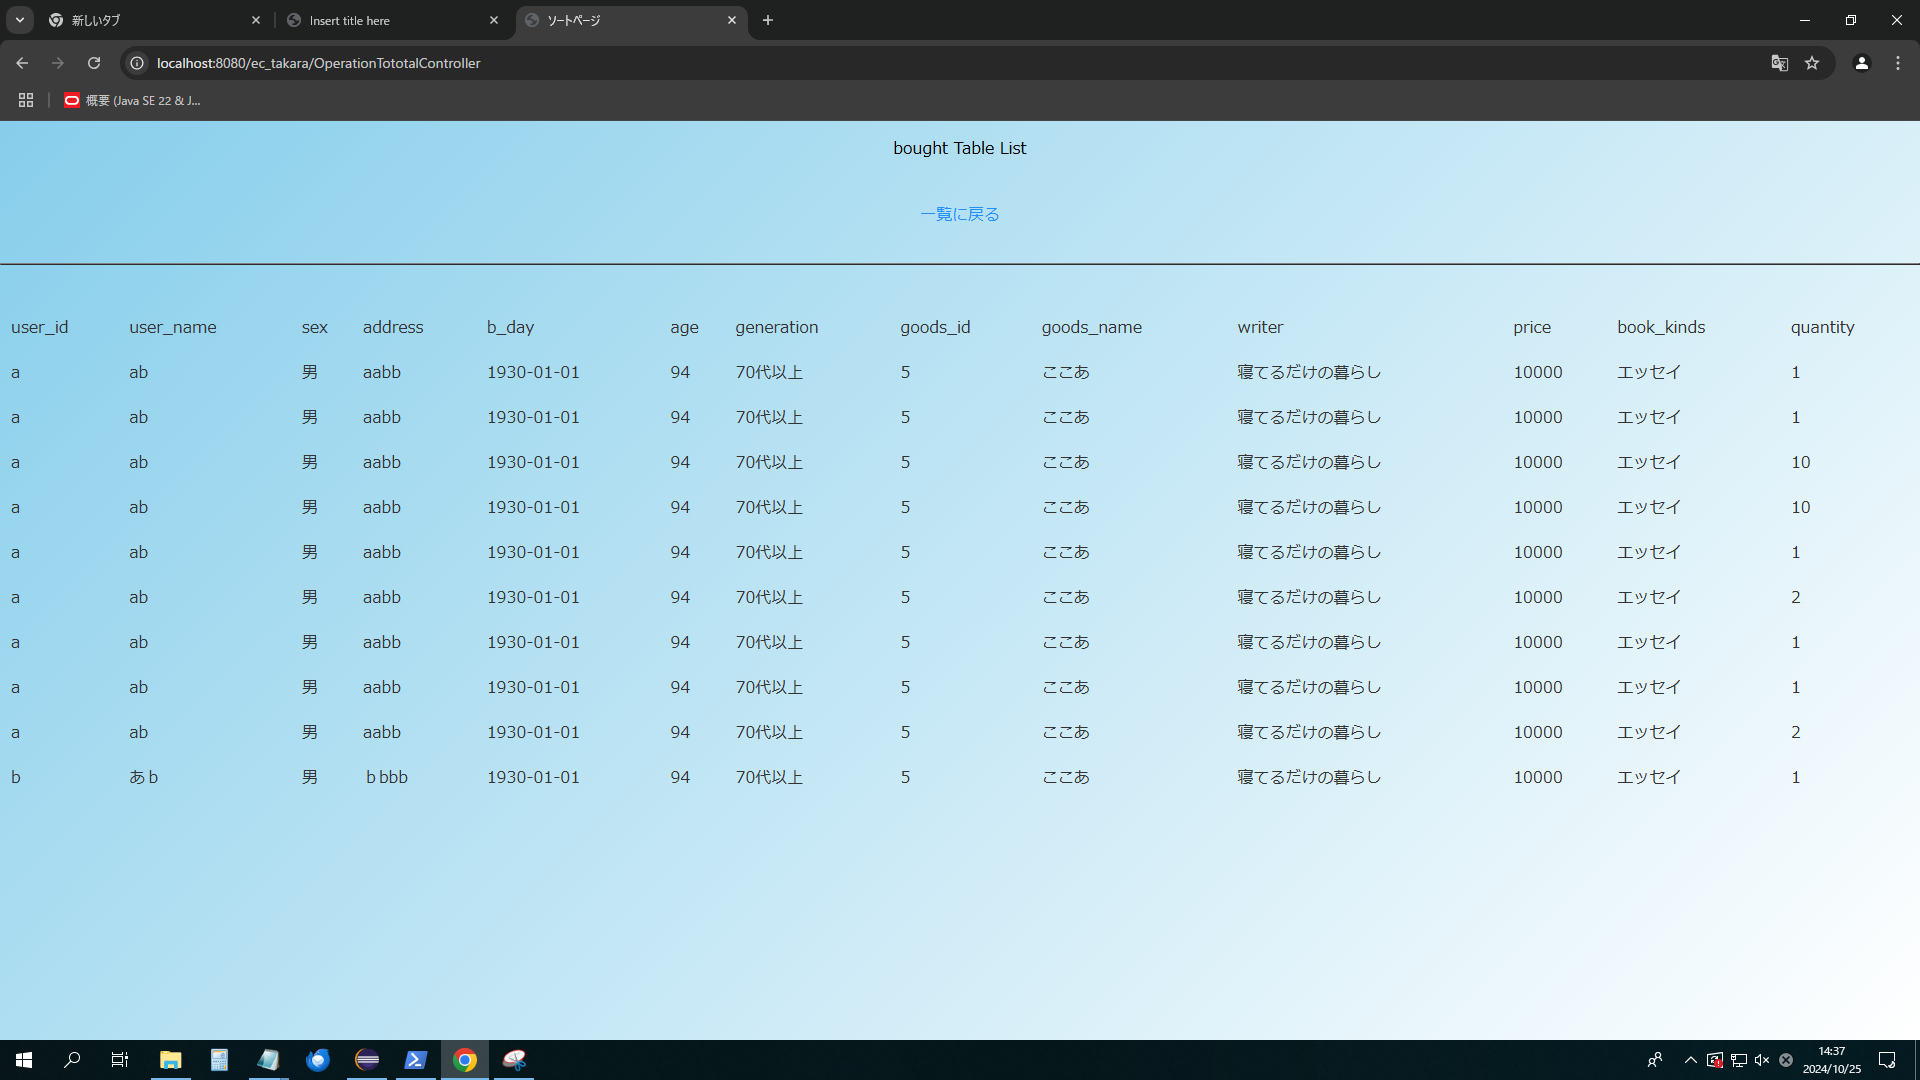 新しいタブ
Insert title here
ソートページ
localhost:8080/ec_takara/OperationTototalController
概要 (Java SE 22 & J...
bought Table List
一覧に戻る
user_id user_name sex address b_day age generation goods_id goods_name writer price book_kinds quantity
a ab 男 aabb 1930-01-01 94 70代以上 5 ここあ 寝てるだけの暮らし 10000 エッセイ 1
a ab 男 aabb 1930-01-01 94 70代以上 5 ここあ 寝てるだけの暮らし 10000 エッセイ 1
a ab 男 aabb 1930-01-01 94 70代以上 5 ここあ 寝てるだけの暮らし 10000 エッセイ 10
a ab 男 aabb 1930-01-01 94 70代以上 5 ここあ 寝てるだけの暮らし 10000 エッセイ 10
a ab 男 aabb 1930-01-01 94 70代以上 5 ここあ 寝てるだけの暮らし 10000 エッセイ 1
a ab 男 aabb 1930-01-01 94 70代以上 5 ここあ 寝てるだけの暮らし 10000 エッセイ 2
a ab 男 aabb 1930-01-01 94 70代以上 5 ここあ 寝てるだけの暮らし 10000 エッセイ 1
a ab 男 aabb 1930-01-01 94 70代以上 5 ここあ 寝てるだけの暮らし 10000 エッセイ 1
a ab 男 aabb 1930-01-01 94 70代以上 5 ここあ 寝てるだけの暮らし 10000 エッセイ 2
b あｂ 男 ｂbbb 1930-01-01 94 70代以上 5 ここあ 寝てるだけの暮らし 10000 エッセイ 1
14:37
2024/10/25